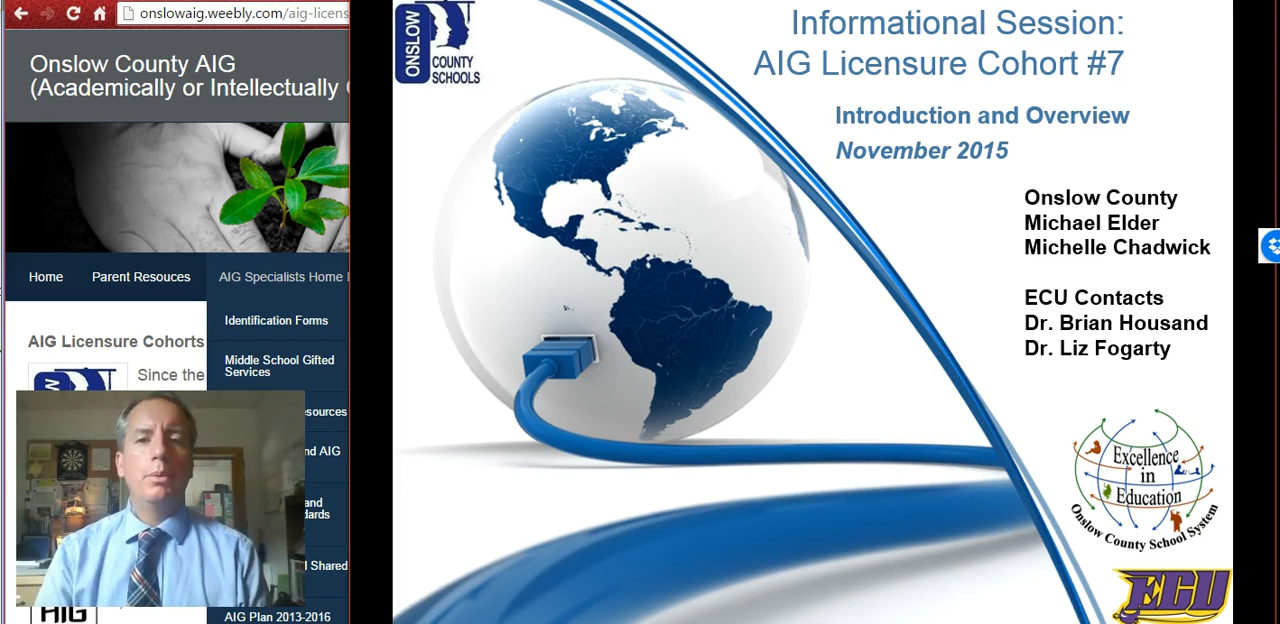 onslowaig.weebly.com/aig-licens
Onslow County AIG
(Academically or Intellectually
Home
Parent Resouces
AIG Specialists Home
Identification Forms
Middle School Gifted
Services
esources
nd AIG
and
dards
l Shared
AIG Plan 2013-2016
AIG Licensure Cohorts
Since the
AIG
ONSLOW
COUNTY
SCHOOLS
Informational Session:
AIG Licensure Cohort #7
Introduction and Overview
November 2015
Onslow County
Michael Elder
Michelle Chadwick
ECU Contacts
Dr. Brian Housand
Dr. Liz Fogarty
Excellence
in
Education
Onslow County School System
ECU